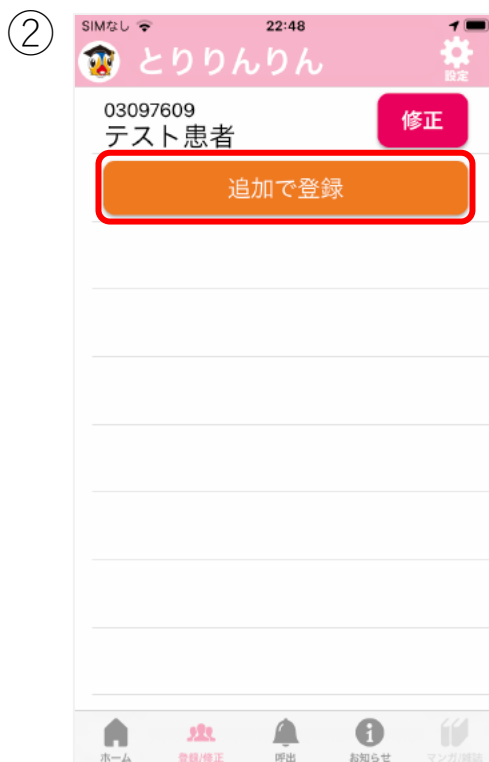 ②
SIMなし 22:48
とりりんりん
設定
03097609
テスト患者
修正
追加で登録
ホーム 登録/修正 呼出 お知らせ マンガ/雑誌